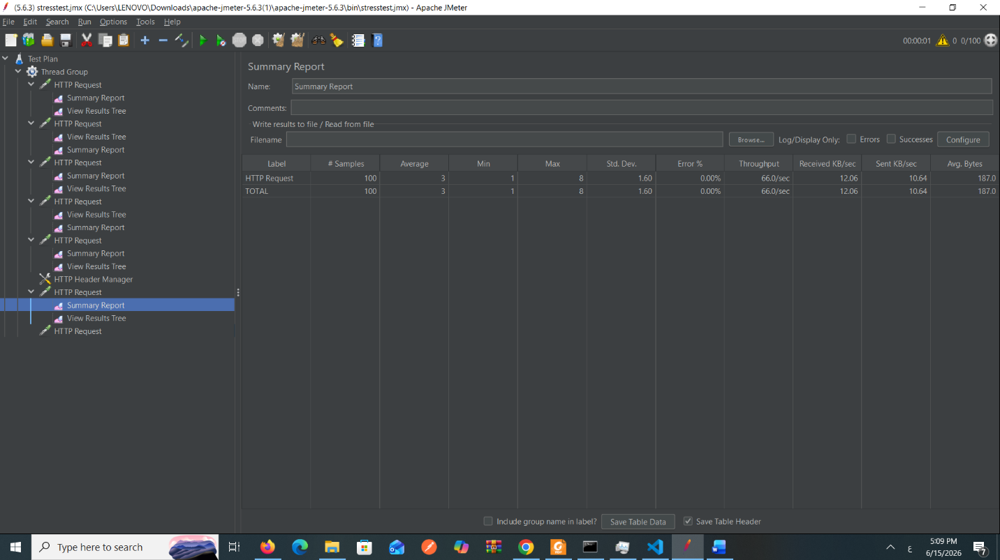 (5.6.3) stresstest.jmx (C:\Users\LENOVO\Downloads\apache-jmeter-5.6.3(1)\apache-jmeter-5.6.3\bin\stresstest.jmx) - Apache JMeter
File Edit Search Run Options Tools Help
00:00:01 0 0/100
Test Plan
Thread Group
HTTP Request
Summary Report
View Results Tree
HTTP Request
View Results Tree
Summary Report
HTTP Request
Summary Report
View Results Tree
HTTP Request
View Results Tree
Summary Report
HTTP Request
Summary Report
View Results Tree
HTTP Header Manager
HTTP Request
Summary Report
View Results Tree
HTTP Request
Summary Report
Name: Summary Report
Comments:
Write results to file / Read from file
Filename Browse... Log/Display Only: Errors Successes Configure
Label # Samples Average Min Max Std. Dev. Error % Throughput Received KB/sec Sent KB/sec Avg. Bytes
HTTP Request 100 3 1 8 1.60 0.00% 66.0/sec 12.06 10.64 187.0
TOTAL 100 3 1 8 1.60 0.00% 66.0/sec 12.06 10.64 187.0
Include group name in label? Save Table Data Save Table Header
Type here to search
ع
5:09 PM
6/15/2026
7